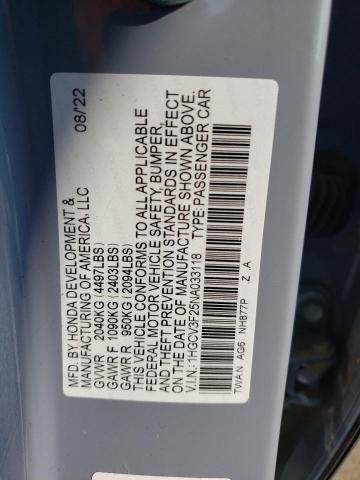 MFD. BY HONDA DEVELOPMENT & 08/22
MANUFACTURING OF AMERICA, LLC
GVWR 2040KG (4497LBS)
GAWR F 1090KG (2403LBS)
GAWR R 950KG (2094LBS)
THIS VEHICLE CONFORMS TO ALL APPLICABLE
FEDERAL MOTOR VEHICLE SAFETY, BUMPER,
AND THEFT PREVENTION STANDARDS IN EFFECT
ON THE DATE OF MANUFACTURE SHOWN ABOVE.
V.I.N.: 1HGCV3F25NA033118 TYPE: PASSENGER CAR
TWAN AG6 NH877P Z .A